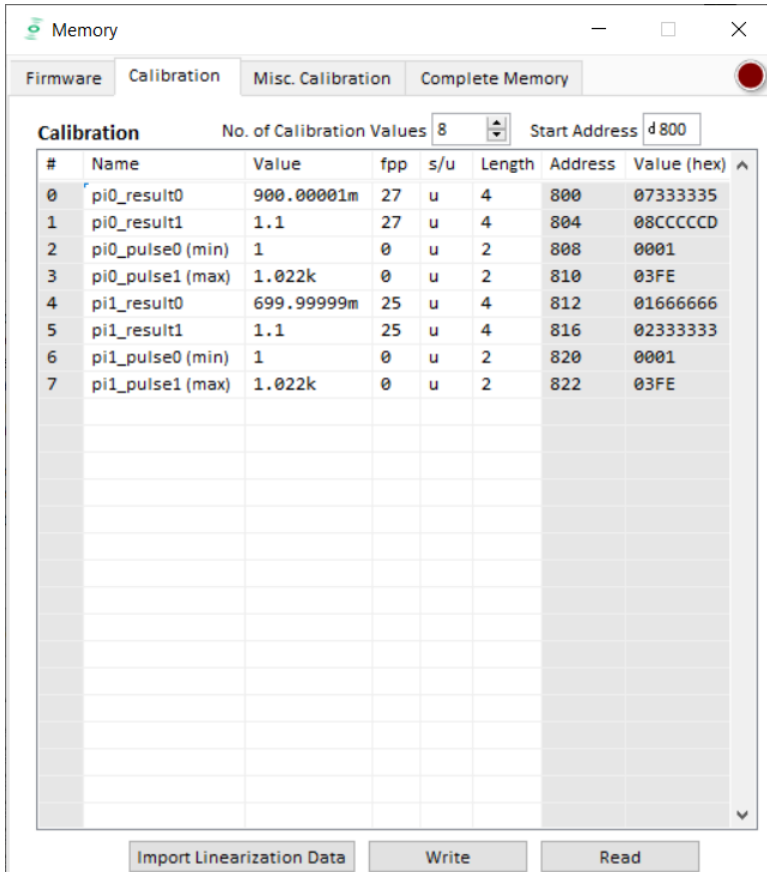 Memory
Firmware Calibration Misc. Calibration Complete Memory
Calibration No. of Calibration Values 8 Start Address d 800
# Name Value fpp s/u Length Address Value (hex)
0 pi0_result0 900.00001m 27 u 4 800 07333335
1 pi0_result1 1.1 27 u 4 804 08CCCCCD
2 pi0_pulse0 (min) 1 0 u 2 808 0001
3 pi0_pulse1 (max) 1.022k 0 u 2 810 03FE
4 pi1_result0 699.99999m 25 u 4 812 01666666
5 pi1_result1 1.1 25 u 4 816 02333333
6 pi1_pulse0 (min) 1 0 u 2 820 0001
7 pi1_pulse1 (max) 1.022k 0 u 2 822 03FE
Import Linearization Data Write Read